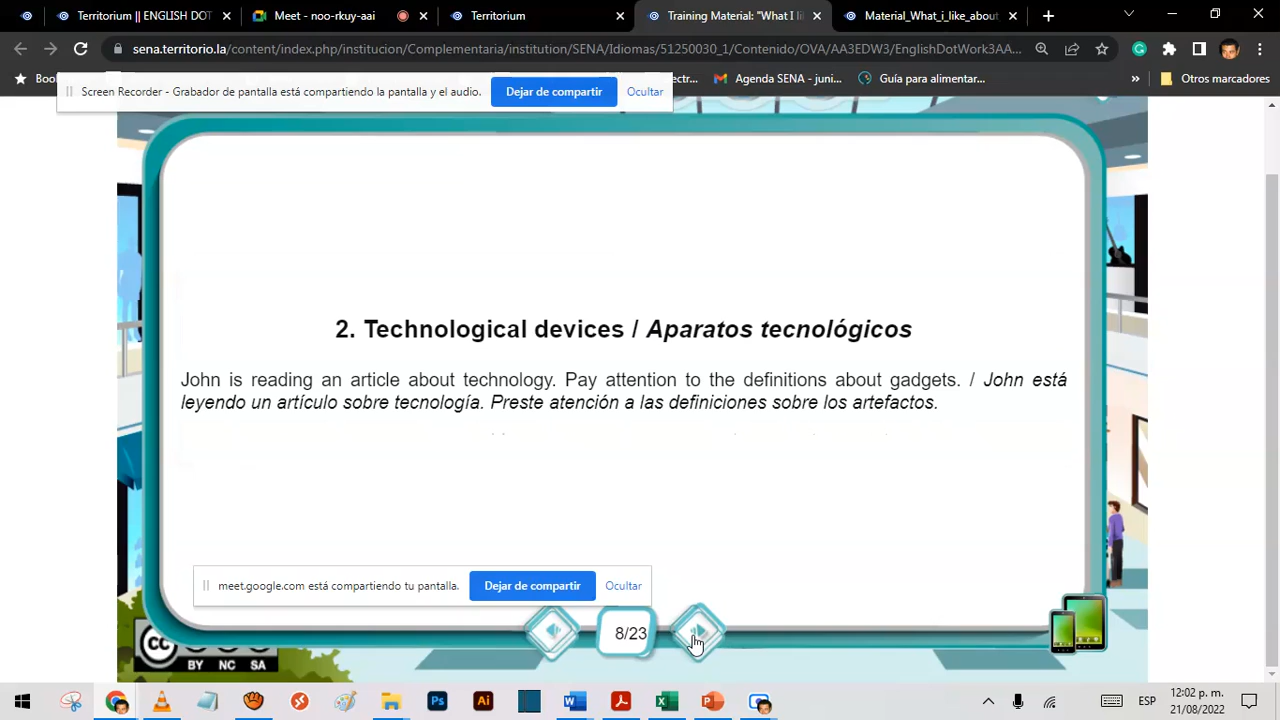 Territorium || ENGLISH DOT
Meet - noo-rkuy-aai
Territorium
Training Material: "What I li
Material_What_i_like_about
sena.territorio.la/content/index.php/institucion/Complementaria/institution/SENA/Idiomas/51250030_1/Contenido/OVA/AA3EDW3/EnglishDotWork3AA...
Boo
ectr...
Agenda SENA - juni...
Guía para alimentar...
Otros marcadores
Screen Recorder - Grabador de pantalla está compartiendo la pantalla y el audio.
Dejar de compartir
Ocultar
2. Technological devices / Aparatos tecnológicos
John is reading an article about technology. Pay attention to the definitions about gadgets. / John está
leyendo un artículo sobre tecnología. Preste atención a las definiciones sobre los artefactos.
meet.google.com está compartiendo tu pantalla.
Dejar de compartir
Ocultar
8/23
CC
BY NC SA
ESP
12:02 p. m.
21/08/2022